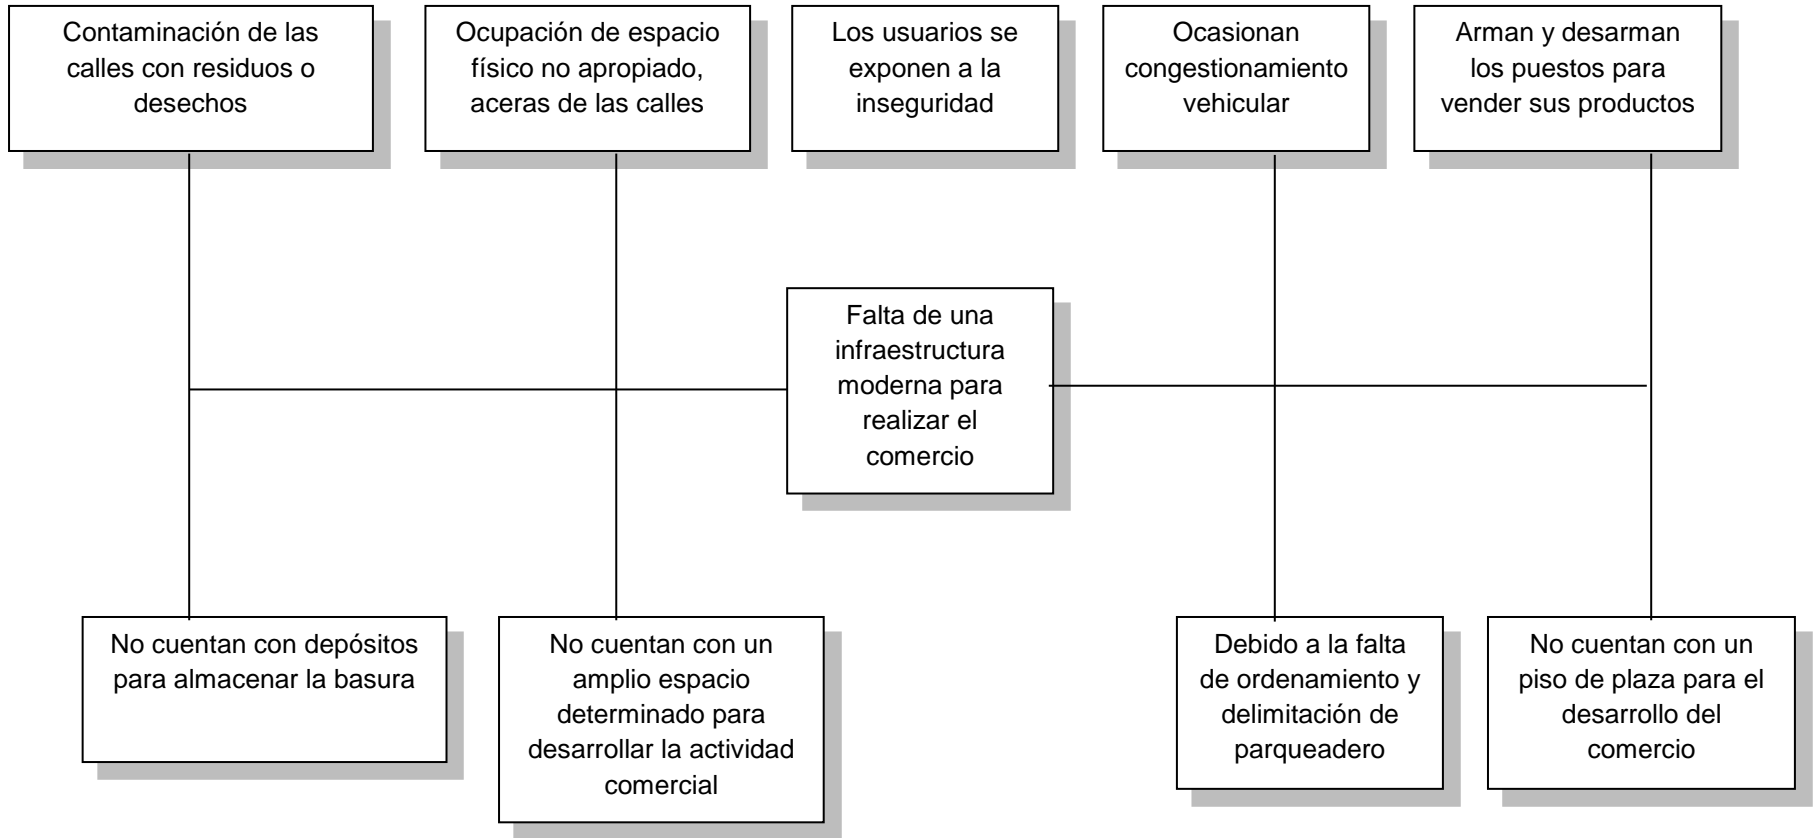 Contaminación de las
calles con residuos o
desechos
Ocupación de espacio
físico no apropiado,
aceras de las calles
Los usuarios se
exponen a la
inseguridad
Ocasionan
congestionamiento
vehicular
Arman y desarman
los puestos para
vender sus productos
Falta de una
infraestructura
moderna para
realizar el
comercio
No cuentan con depósitos
para almacenar la basura
No cuentan con un
amplio espacio
determinado para
desarrollar la actividad
comercial
Debido a la falta
de ordenamiento y
delimitación de
parqueadero
No cuentan con un
piso de plaza para el
desarrollo del
comercio